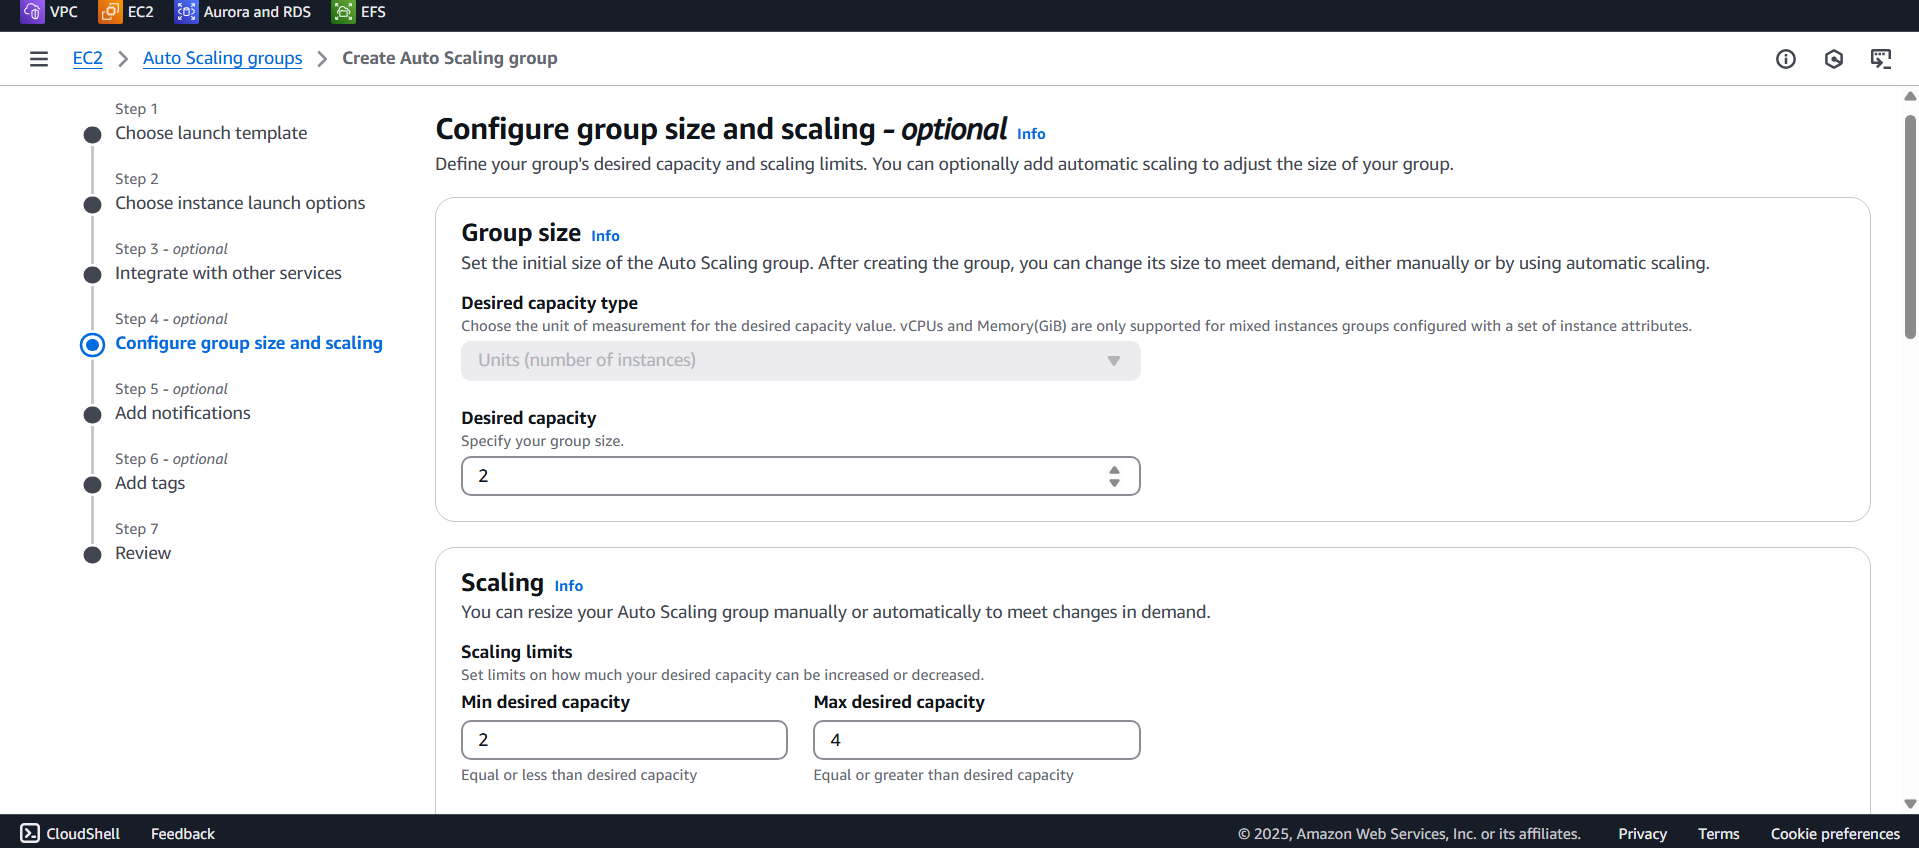 VPC EC2 Aurora and RDS EFS
EC2 Auto Scaling groups Create Auto Scaling group
Step 1
Choose launch template
Step 2
Choose instance launch options
Step 3 - optional
Integrate with other services
Step 4 - optional
Configure group size and scaling
Step 5 - optional
Add notifications
Step 6 - optional
Add tags
Step 7
Review
Configure group size and scaling - optional Info
Define your group's desired capacity and scaling limits. You can optionally add automatic scaling to adjust the size of your group.
Group size Info
Set the initial size of the Auto Scaling group. After creating the group, you can change its size to meet demand, either manually or by using automatic scaling.
Desired capacity type
Choose the unit of measurement for the desired capacity value. vCPUs and Memory(GiB) are only supported for mixed instances groups configured with a set of instance attributes.
Units (number of instances)
Desired capacity
Specify your group size.
2
Scaling Info
You can resize your Auto Scaling group manually or automatically to meet changes in demand.
Scaling limits
Set limits on how much your desired capacity can be increased or decreased.
Min desired capacity Max desired capacity
2 4
Equal or less than desired capacity Equal or greater than desired capacity
CloudShell Feedback © 2025, Amazon Web Services, Inc. or its affiliates. Privacy Terms Cookie preferences